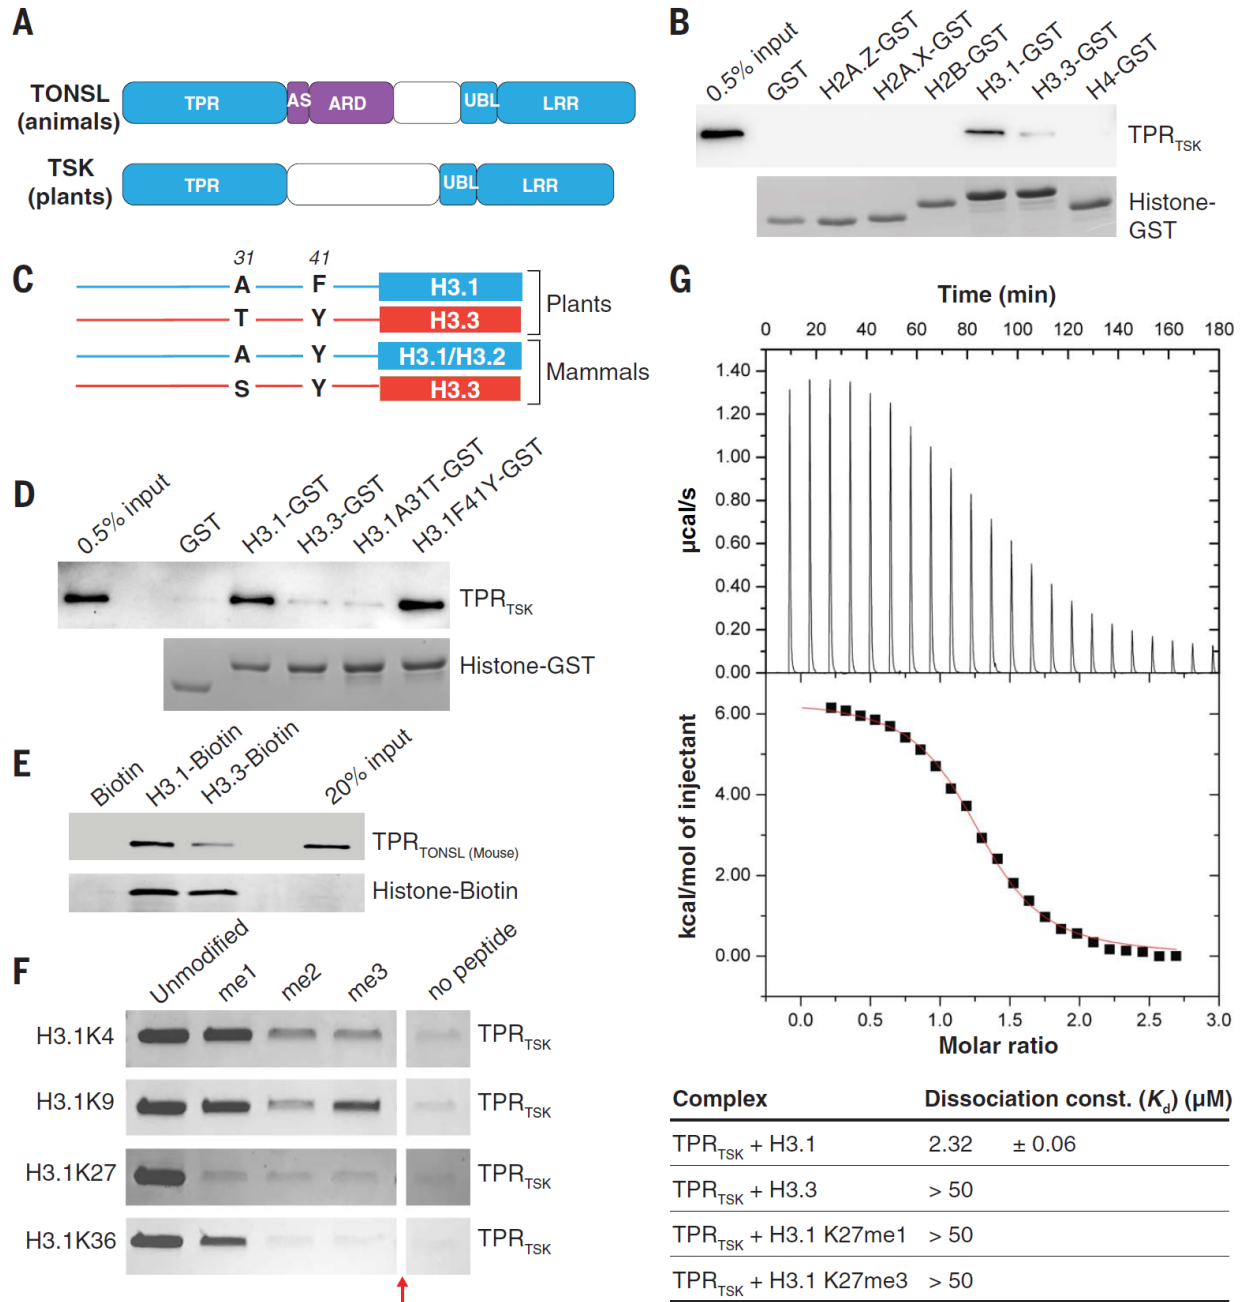 A
TONSL
(animals)
TPR
AS
ARD
UBL
LRR
TSK
(plants)
TPR
UBL
LRR
B
0.5% input
GST
H2A.Z-GST
H2A.X-GST
H2B-GST
H3.1-GST
H3.3-GST
H4-GST
TPRTSK
Histone-
GST
C
31
41
A
F
H3.1
T
Y
H3.3
Plants
A
Y
H3.1/H3.2
S
Y
H3.3
Mammals
D
0.5% input
GST
H3.1-GST
H3.3-GST
H3.1A31T-GST
H3.1F41Y-GST
TPRTSK
Histone-GST
E
Biotin
H3.1-Biotin
H3.3-Biotin
20% input
TPRTONSL (Mouse)
Histone-Biotin
F
Unmodified
me1
me2
me3
no peptide
H3.1K4
TPRTSK
H3.1K9
TPRTSK
H3.1K27
TPRTSK
H3.1K36
TPRTSK
G
Time (min)
0 20 40 60 80 100 120 140 160 180
µcal/s
1.40
1.20
1.00
0.80
0.60
0.40
0.20
0.00
kcal/mol of injectant
6.00
4.00
2.00
0.00
0.0 0.5 1.0 1.5 2.0 2.5 3.0
Molar ratio
Complex Dissociation const. (Kd) (µM)
TPRTSK + H3.1 2.32 ± 0.06
TPRTSK + H3.3 > 50
TPRTSK + H3.1 K27me1 > 50
TPRTSK + H3.1 K27me3 > 50